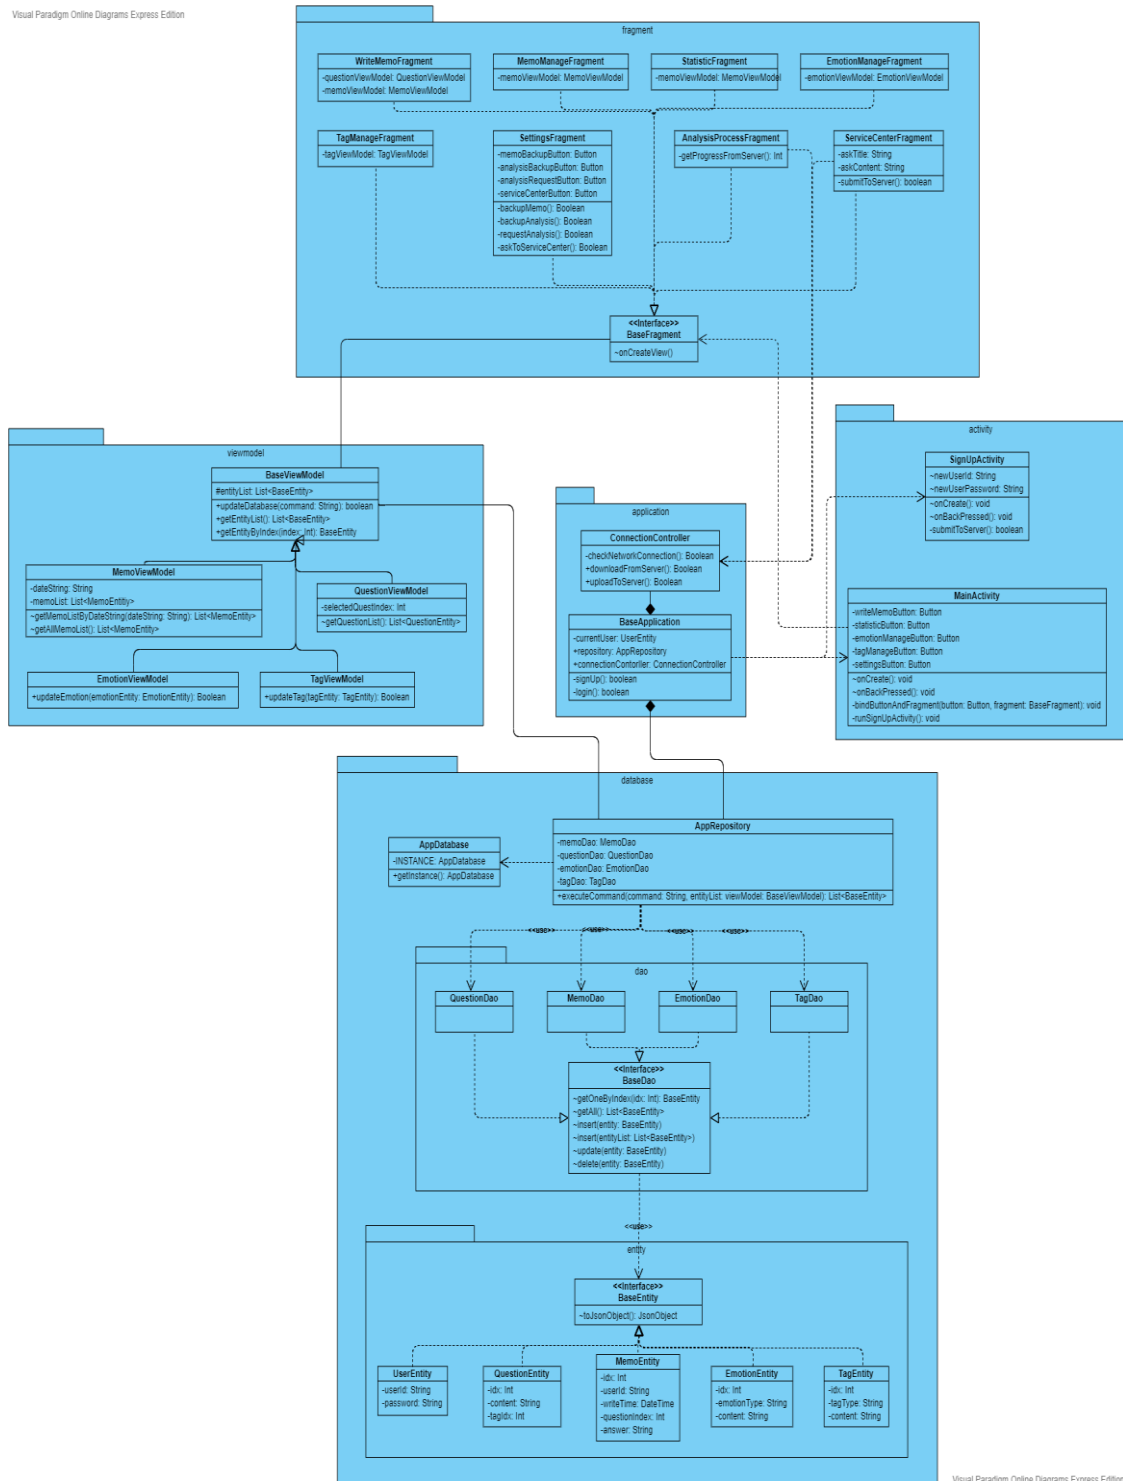 Visual Paradigm Online Diagrams Express Edition
fragment
WriteMemoFragment
-questionViewModel: QuestionViewModel
-memoViewModel: MemoViewModel
MemoManageFragment
-memoViewModel: MemoViewModel
StatisticFragment
-memoViewModel: MemoViewModel
EmotionManageFragment
-emotionViewModel: EmotionViewModel
TagManageFragment
-tagViewModel: TagViewModel
SettingsFragment
-memoBackupButton: Button
-analysisBackupButton: Button
-analysisRequestButton: Button
-serviceCenterButton: Button
-backupMemo(): Boolean
-backupAnalysis(): Boolean
-requestAnalysis(): Boolean
-askToServiceCenter(): Boolean
AnalysisProcessFragment
-getProgressFromServer(): Int
ServiceCenterFragment
-askTitle: String
-askContent: String
-submitToServer(): boolean
<<Interface>>
BaseFragment
~onCreateView()
viewmodel
BaseViewModel
#entityList: List<BaseEntity>
+updateDatabase(command: String): boolean
+getEntityList(): List<BaseEntity>
+getEntityByIndex(index: Int): BaseEntity
MemoViewModel
-dateString: String
-memoList: List<MemoEntity>
~getMemoListByDateString(dateString: String): List<MemoEntity>
~getAllMemoList(): List<MemoEntity>
QuestionViewModel
-selectedQuestIndex: Int
~getQuestionList(): List<QuestionEntity>
EmotionViewModel
+updateEmotion(emotionEntity: EmotionEntity): Boolean
TagViewModel
+updateTag(tagEntity: TagEntity): Boolean
application
ConnectionController
-checkNetworkConnection(): Boolean
+downloadFromServer(): Boolean
+uploadToServer(): Boolean
BaseApplication
-currentUser: UserEntity
+repository: AppRepository
+connectionContorller: ConnectionController
-signUp(): boolean
-login(): boolean
activity
SignUpActivity
~newUserId: String
~newUserPassword: String
~onCreate(): void
~onBackPressed(): void
-submitToServer(): boolean
MainActivity
-writeMemoButton: Button
-statisticButton: Button
-emotionManageButton: Button
-tagManageButton: Button
-settingsButton: Button
~onCreate(): void
~onBackPressed(): void
-bindButtonAndFragment(button: Button, fragment: BaseFragment): void
-runSignUpActivity(): void
database
AppDatabase
-INSTANCE: AppDatabase
+getInstance(): AppDatabase
AppRepository
-memoDao: MemoDao
-questionDao: QuestionDao
-emotionDao: EmotionDao
-tagDao: TagDao
+executeCommand(command: String, entityList: viewModel: BaseViewModel): List<BaseEntity>
<<use>>
<<use>>
<<use>>
<<use>>
dao
QuestionDao
MemoDao
EmotionDao
TagDao
<<Interface>>
BaseDao
~getOneByIndex(idx: Int): BaseEntity
~getAll(): List<BaseEntity>
~insert(entity: BaseEntity)
~insert(entityList: List<BaseEntity>)
~update(entity: BaseEntity)
~delete(entity: BaseEntity)
<<use>>
entity
<<Interface>>
BaseEntity
~toJsonObject(): JsonObject
UserEntity
-userId: String
-password: String
QuestionEntity
-idx: Int
-content: String
-tagIdx: Int
MemoEntity
-idx: Int
-userId: String
-writeTime: DateTime
-questionIndex: Int
-answer: String
EmotionEntity
-idx: Int
-emotionType: String
-content: String
TagEntity
-idx: Int
-tagType: String
-content: String
Visual Paradigm Online Diagrams Express Edition